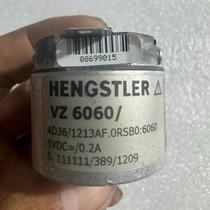 08699015
HENGSTLER
VZ 6060/
AD36/1213AF.0RSB0:6060
5VDC=/0.2A
S. 111111/389/1209